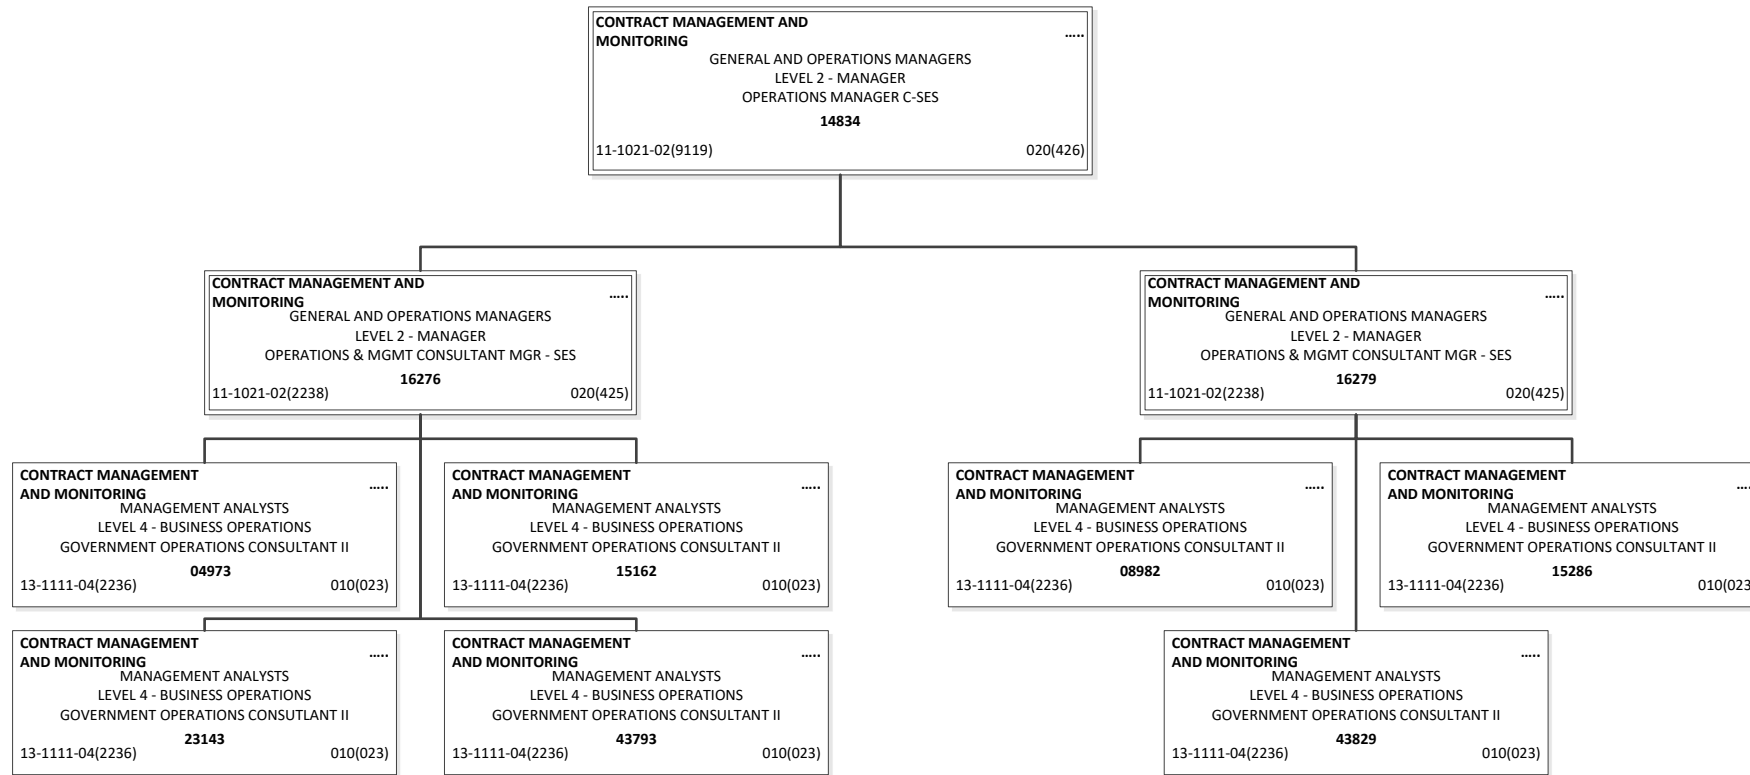 CONTRACT MANAGEMENT AND
MONITORING
.....
GENERAL AND OPERATIONS MANAGERS
LEVEL 2 - MANAGER
OPERATIONS MANAGER C-SES
14834
11-1021-02(9119) 020(426)
CONTRACT MANAGEMENT AND
MONITORING
.....
GENERAL AND OPERATIONS MANAGERS
LEVEL 2 - MANAGER
OPERATIONS & MGMT CONSULTANT MGR - SES
16276
11-1021-02(2238) 020(425)
CONTRACT MANAGEMENT AND
MONITORING
.....
GENERAL AND OPERATIONS MANAGERS
LEVEL 2 - MANAGER
OPERATIONS & MGMT CONSULTANT MGR - SES
16279
11-1021-02(2238) 020(425)
CONTRACT MANAGEMENT
AND MONITORING
.....
MANAGEMENT ANALYSTS
LEVEL 4 - BUSINESS OPERATIONS
GOVERNMENT OPERATIONS CONSULTANT II
04973
13-1111-04(2236) 010(023)
CONTRACT MANAGEMENT
AND MONITORING
.....
MANAGEMENT ANALYSTS
LEVEL 4 - BUSINESS OPERATIONS
GOVERNMENT OPERATIONS CONSULTANT II
15162
13-1111-04(2236) 010(023)
CONTRACT MANAGEMENT
AND MONITORING
.....
MANAGEMENT ANALYSTS
LEVEL 4 - BUSINESS OPERATIONS
GOVERNMENT OPERATIONS CONSULTANT II
08982
13-1111-04(2236) 010(023)
CONTRACT MANAGEMENT
AND MONITORING
....
MANAGEMENT ANALYSTS
LEVEL 4 - BUSINESS OPERATIONS
GOVERNMENT OPERATIONS CONSULTANT II
15286
13-1111-04(2236) 010(023
CONTRACT MANAGEMENT
AND MONITORING
.....
MANAGEMENT ANALYSTS
LEVEL 4 - BUSINESS OPERATIONS
GOVERNMENT OPERATIONS CONSUTLANT II
23143
13-1111-04(2236) 010(023)
CONTRACT MANAGEMENT
AND MONITORING
.....
MANAGEMENT ANALYSTS
LEVEL 4 - BUSINESS OPERATIONS
GOVERNMENT OPERATIONS CONSULTANT II
43793
13-1111-04(2236) 010(023)
CONTRACT MANAGEMENT
AND MONITORING
.....
MANAGEMENT ANALYSTS
LEVEL 4 - BUSINESS OPERATIONS
GOVERNMENT OPERATIONS CONSULTANT II
43829
13-1111-04(2236) 010(023)